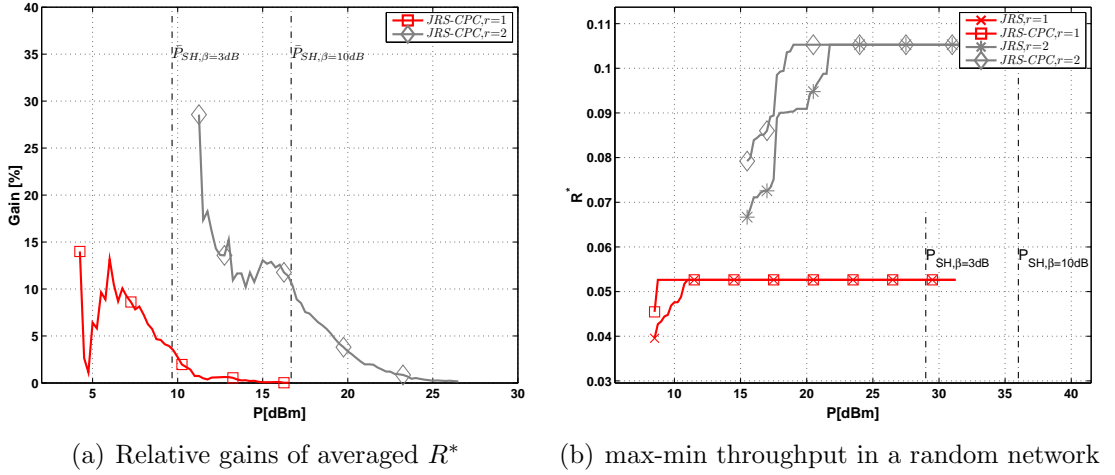 40
35
30
25
20
15
10
5
0
Gain [%]
JRS-CPC,r=1
JRS-CPC,r=2
P̄SH,β=3dB
P̄SH,β=10dB
5
10
15
20
25
30
P[dBm]
(a) Relative gains of averaged R*
0.11
0.1
0.09
0.08
0.07
0.06
0.05
0.04
0.03
R*
JRS,r=1
JRS-CPC,r=1
JRS,r=2
JRS-CPC,r=2
PSH,β=3dB
PSH,β=10dB
10
15
20
25
30
35
40
P[dBm]
(b) max-min throughput in a random network